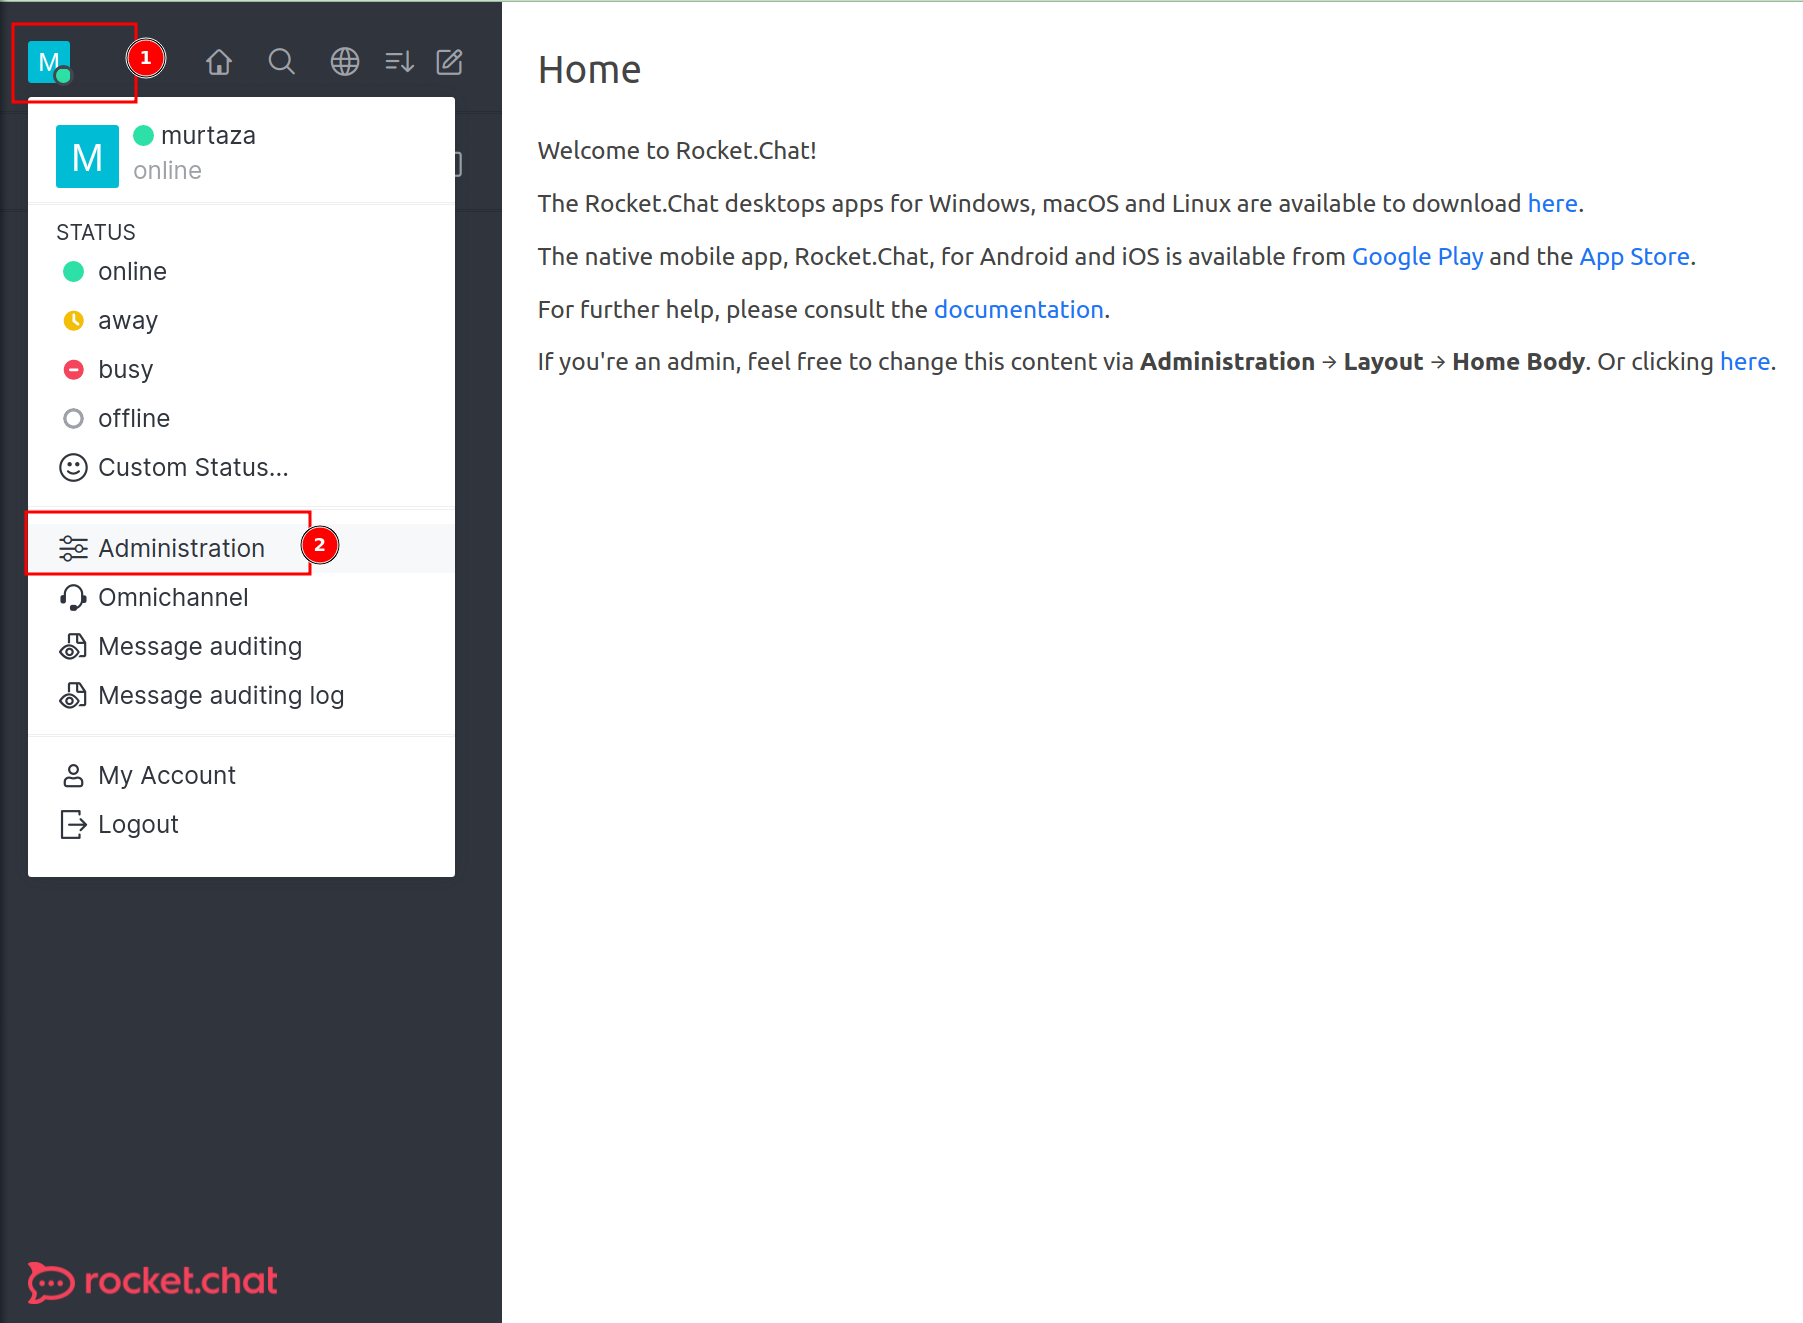 M
1
Home
M
murtaza
online
Welcome to Rocket.Chat!
The Rocket.Chat desktops apps for Windows, macOS and Linux are available to download here.
STATUS
online
The native mobile app, Rocket.Chat, for Android and iOS is available from Google Play and the App Store.
away
For further help, please consult the documentation.
busy
If you're an admin, feel free to change this content via Administration → Layout → Home Body. Or clicking here.
offline
Custom Status...
Administration
2
Omnichannel
Message auditing
Message auditing log
My Account
Logout
rocket.chat